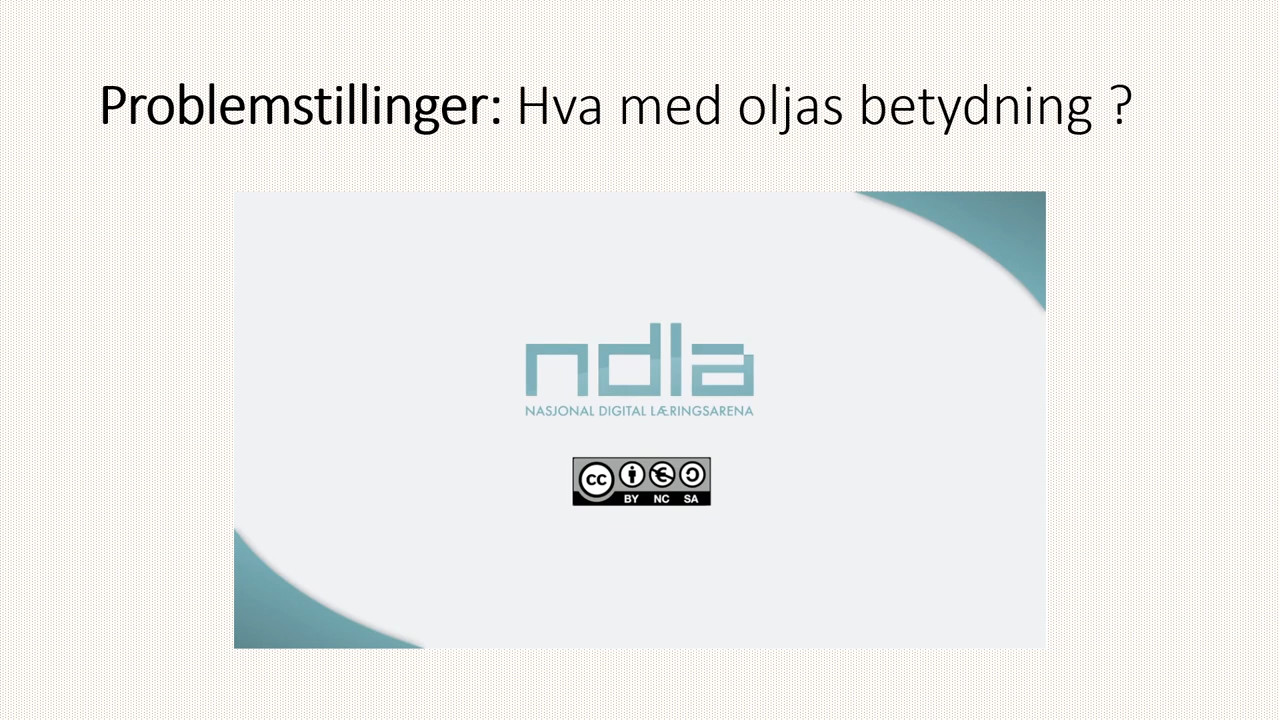 Problemstillinger: Hva med oljas betydning ?
ndla
NASJONAL DIGITAL LÆRINGSARENA
cc
BY NC SA